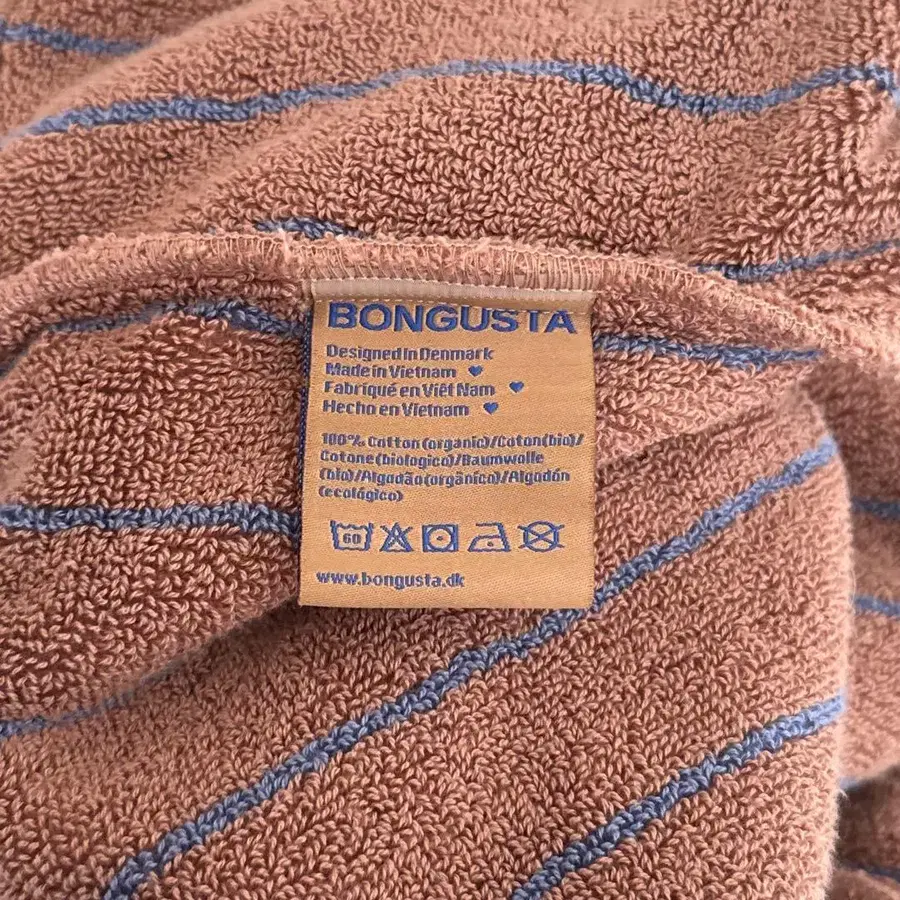 BONGUSTA
Designed in Denmark
Made in Vietnam ♥
Fabriqué en Viêt Nam ♥
Hecho en Vietnam ♥
100% Cotton (organic)/Coton(bio)/
Cotone(biologico)/Baumwolle
(bio)/Algodão(orgânico)/Algodón
(ecológico)
60
www.bongusta.dk